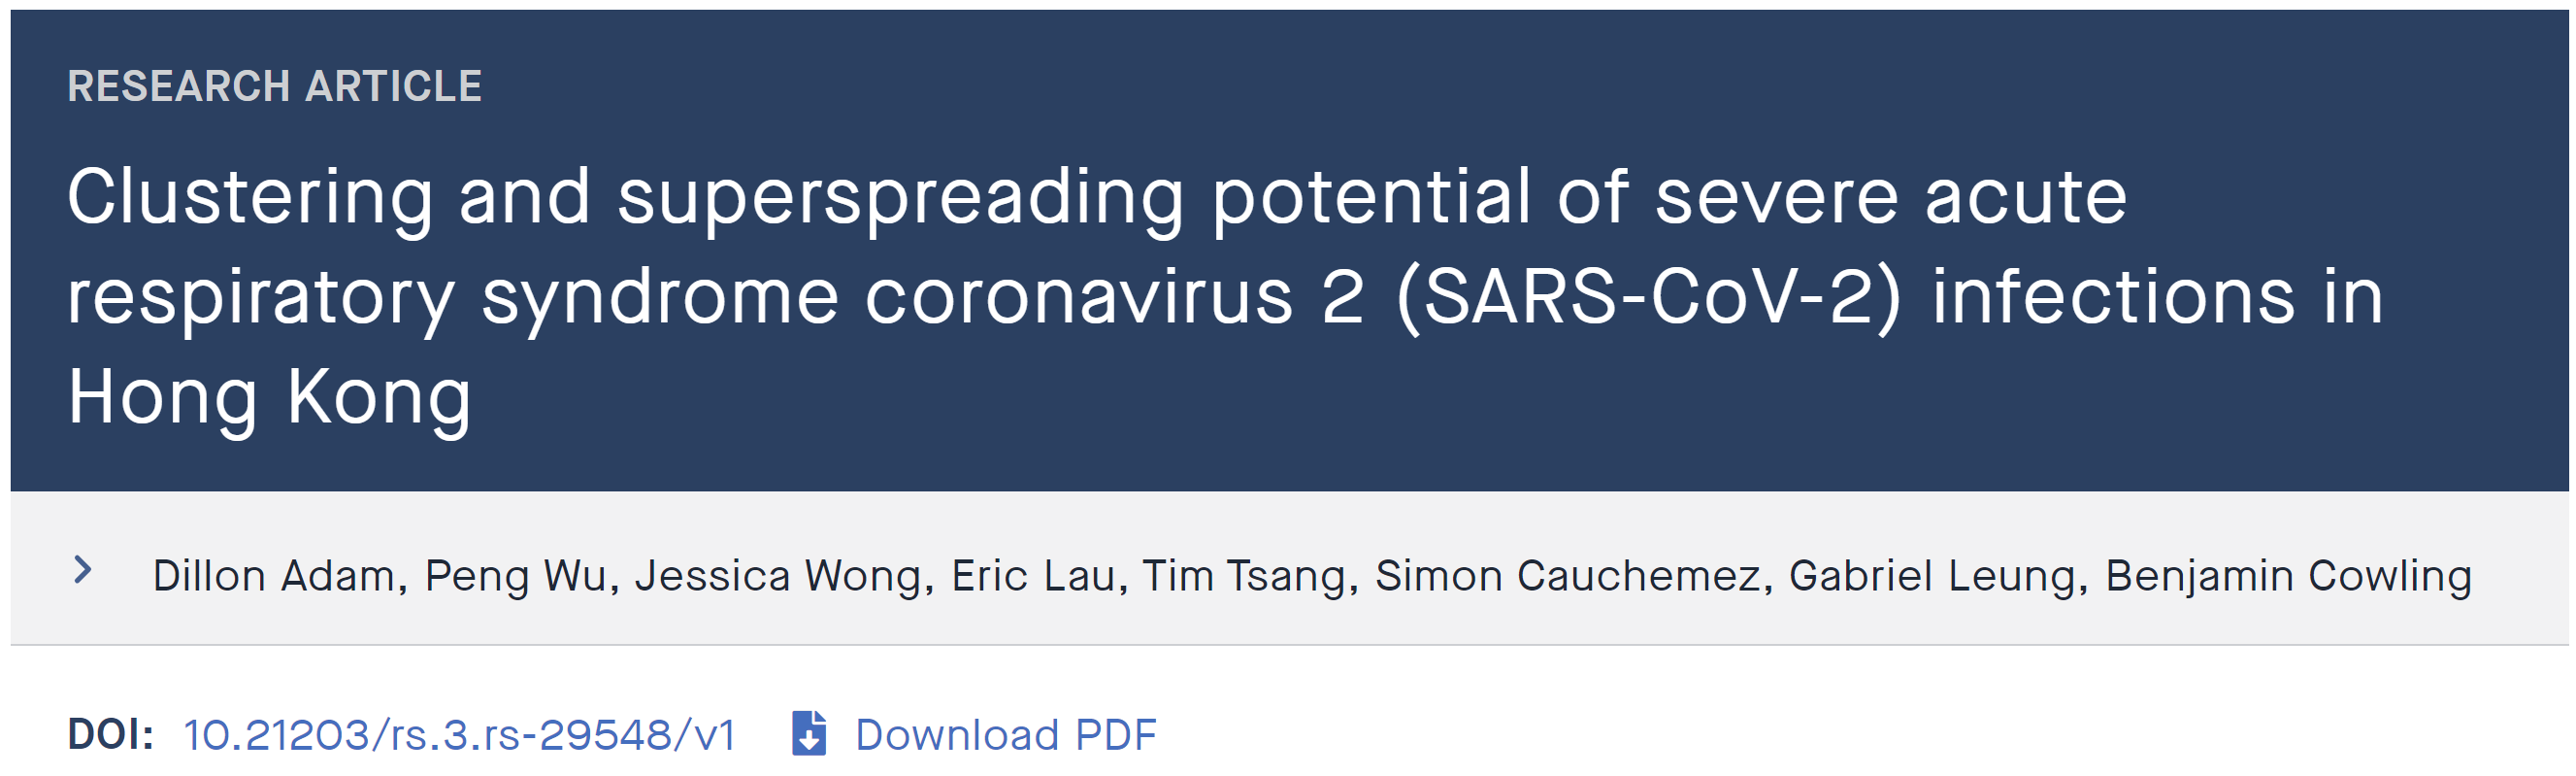 RESEARCH ARTICLE
Clustering and superspreading potential of severe acute
respiratory syndrome coronavirus 2 (SARS-CoV-2) infections in
Hong Kong
Dillon Adam, Peng Wu, Jessica Wong, Eric Lau, Tim Tsang, Simon Cauchemez, Gabriel Leung, Benjamin Cowling
DOI: 10.21203/rs.3.rs-29548/v1 Download PDF